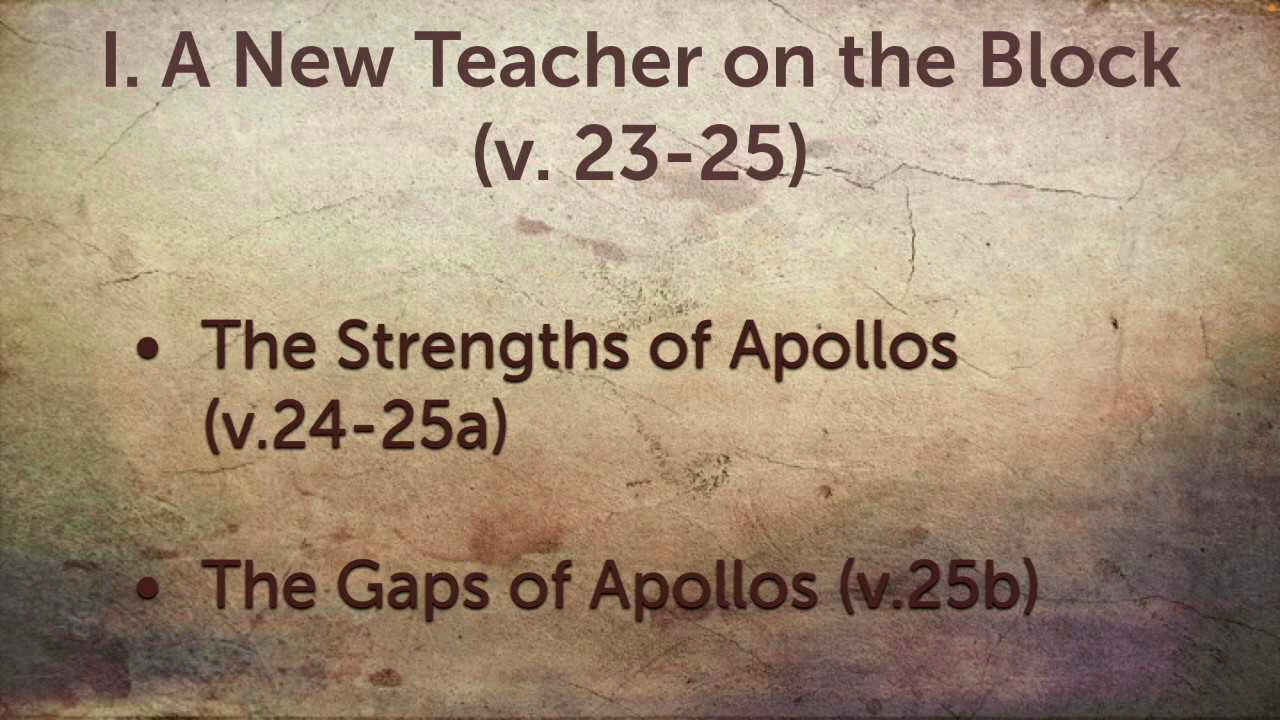 I. A New Teacher on the Block
(v. 23-25)
• The Strengths of Apollos
(v.24-25a)
• The Gaps of Apollos (v.25b)